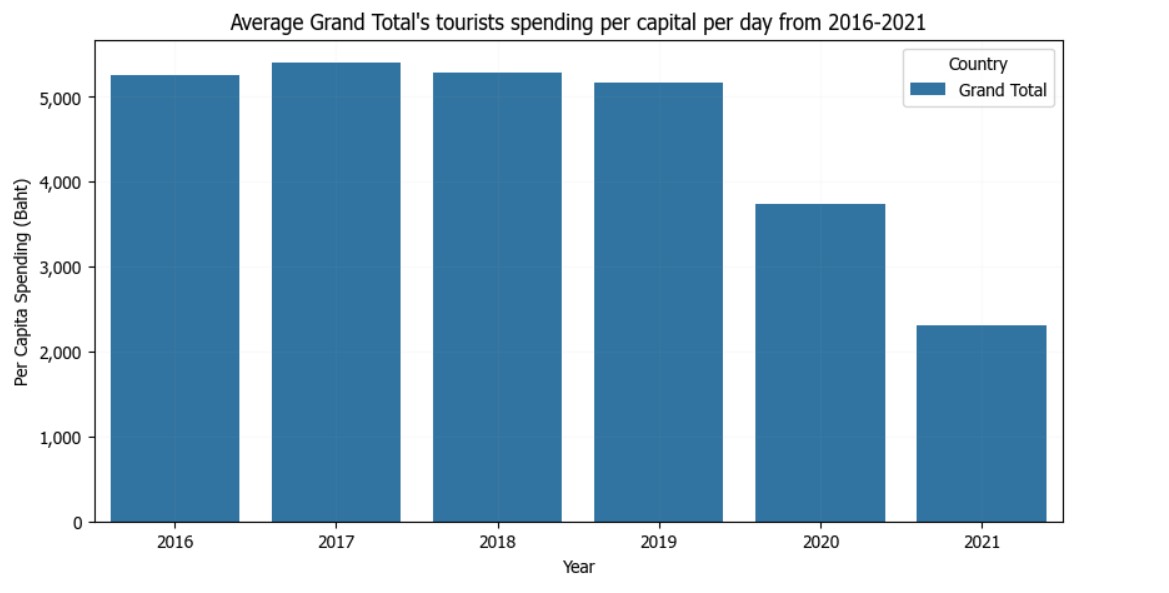 Average Grand Total's tourists spending per capital per day from 2016-2021
Country
Grand Total
Per Capita Spending (Baht)
5,000
4,000
3,000
2,000
1,000
0
2016 2017 2018 2019 2020 2021
Year